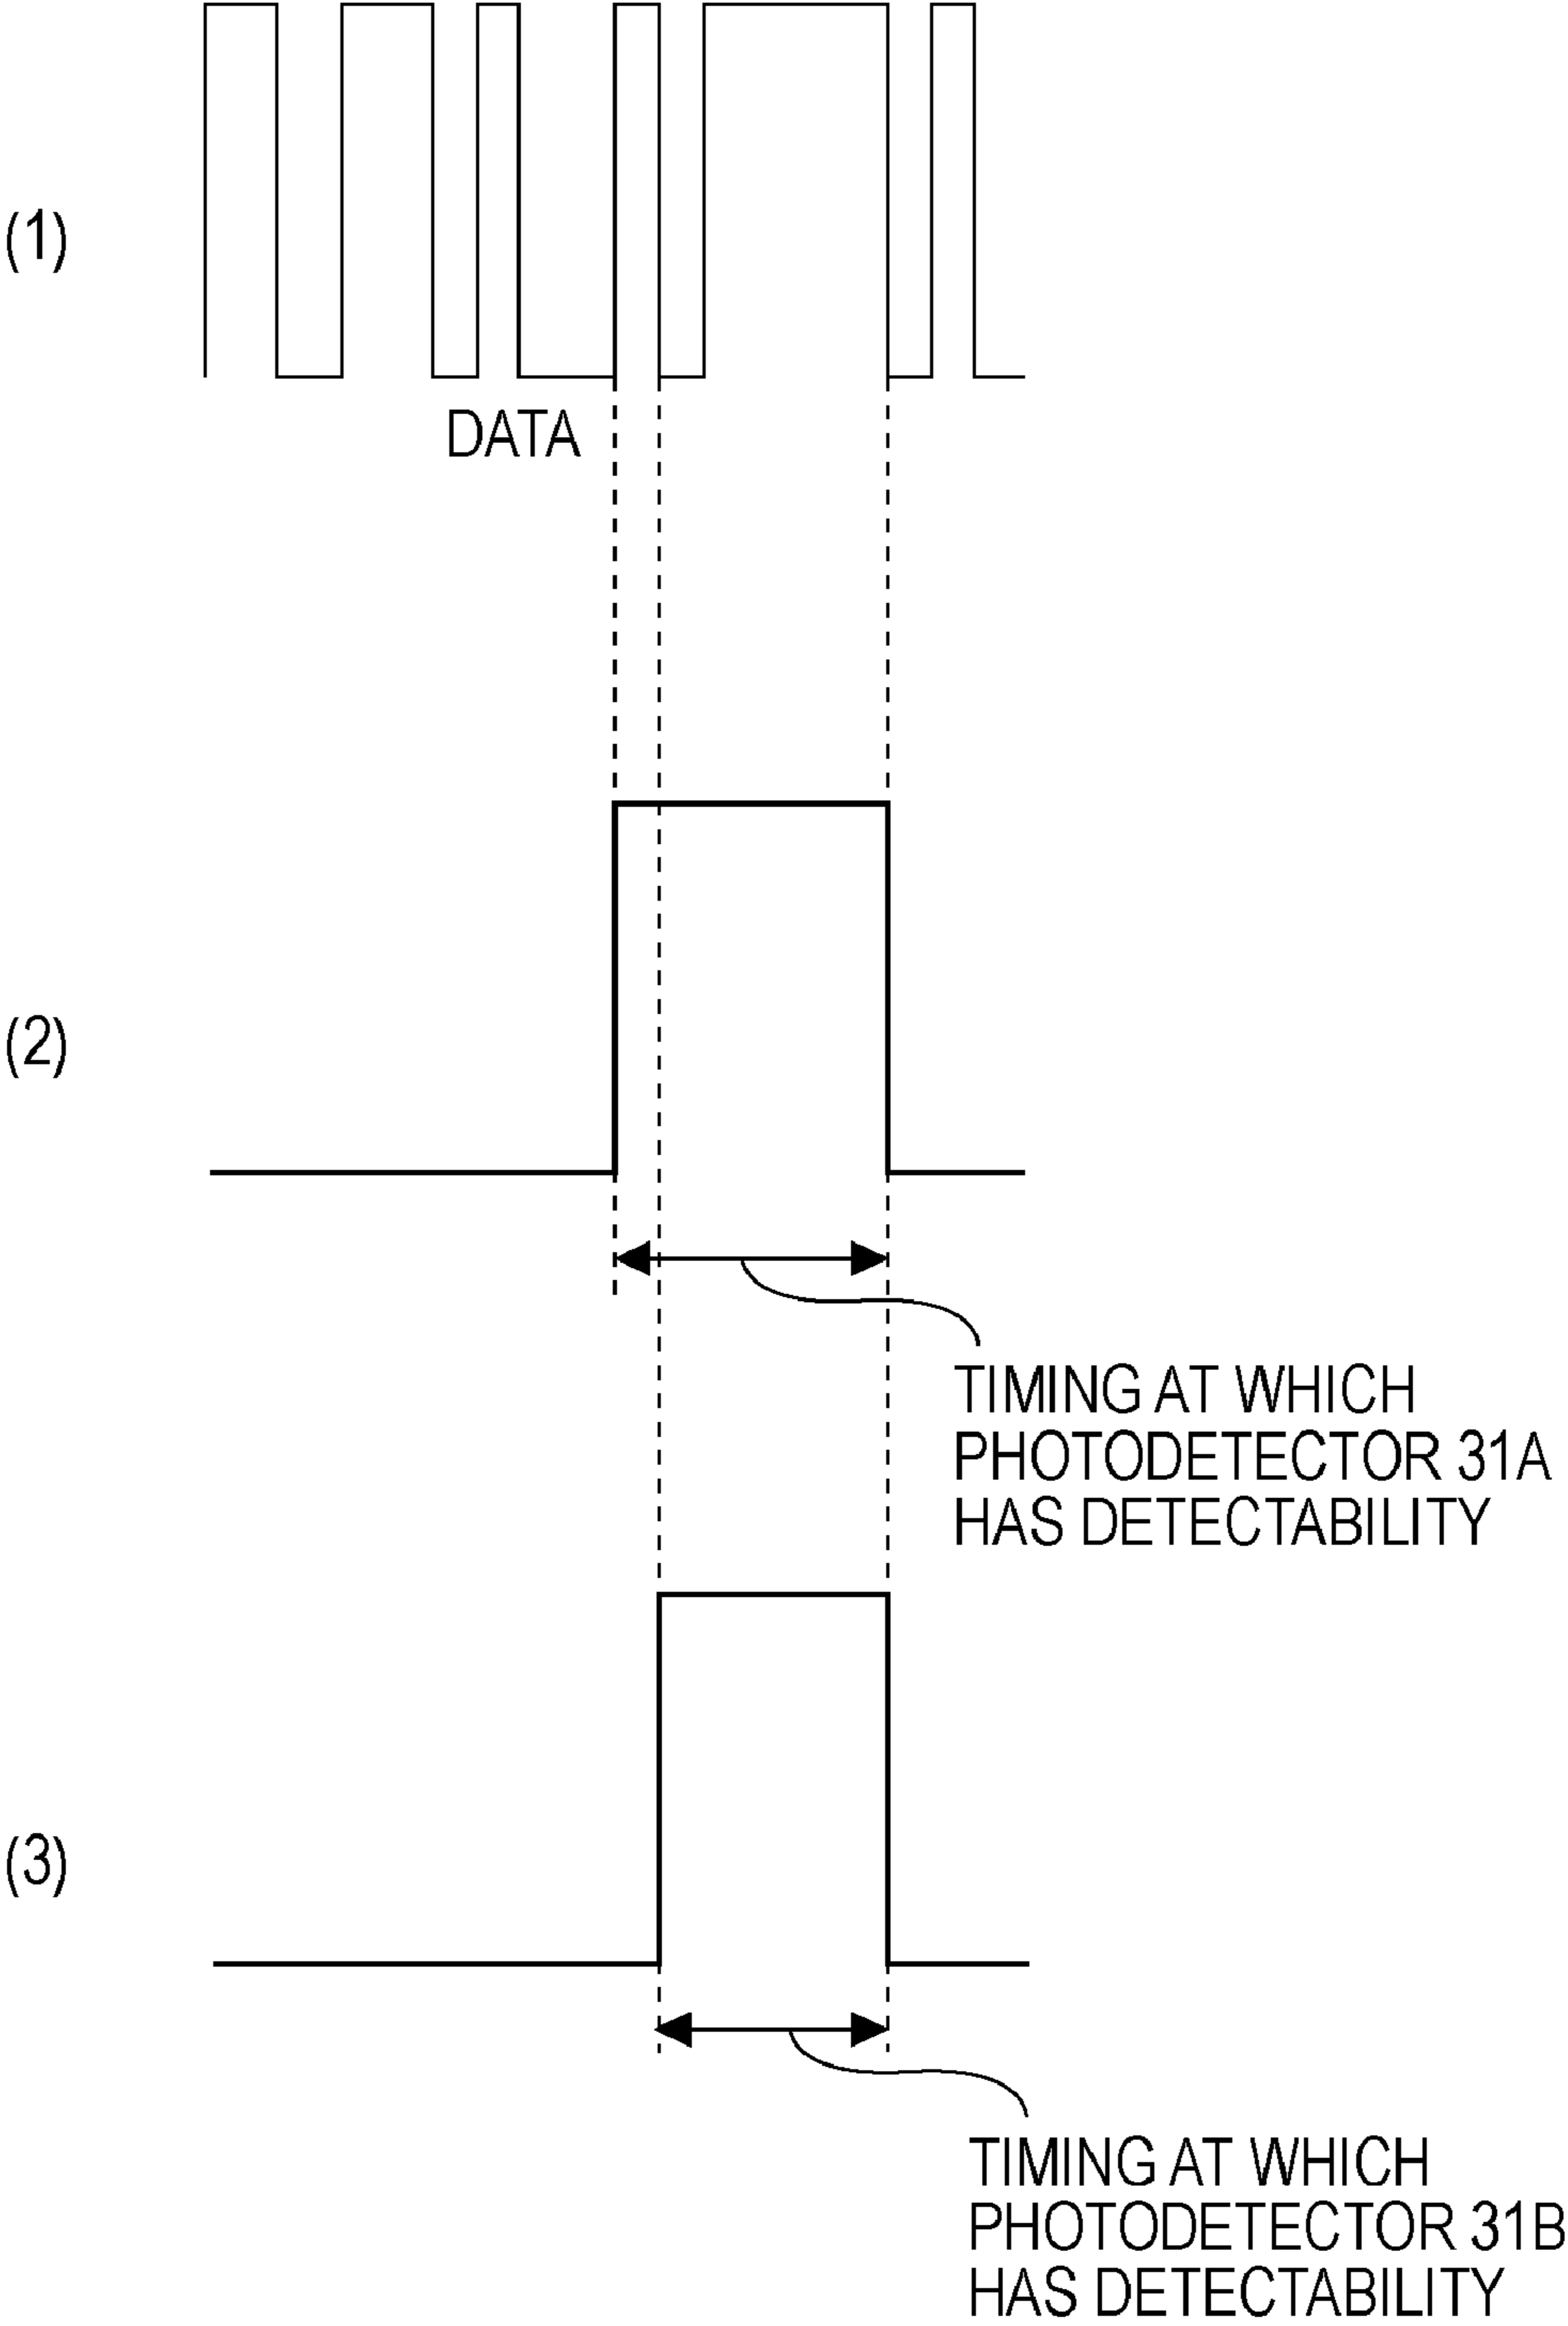 (1)
DATA
(2)
TIMING AT WHICH
PHOTODETECTOR 31A
HAS DETECTABILITY
(3)
TIMING AT WHICH
PHOTODETECTOR 31B
HAS DETECTABILITY